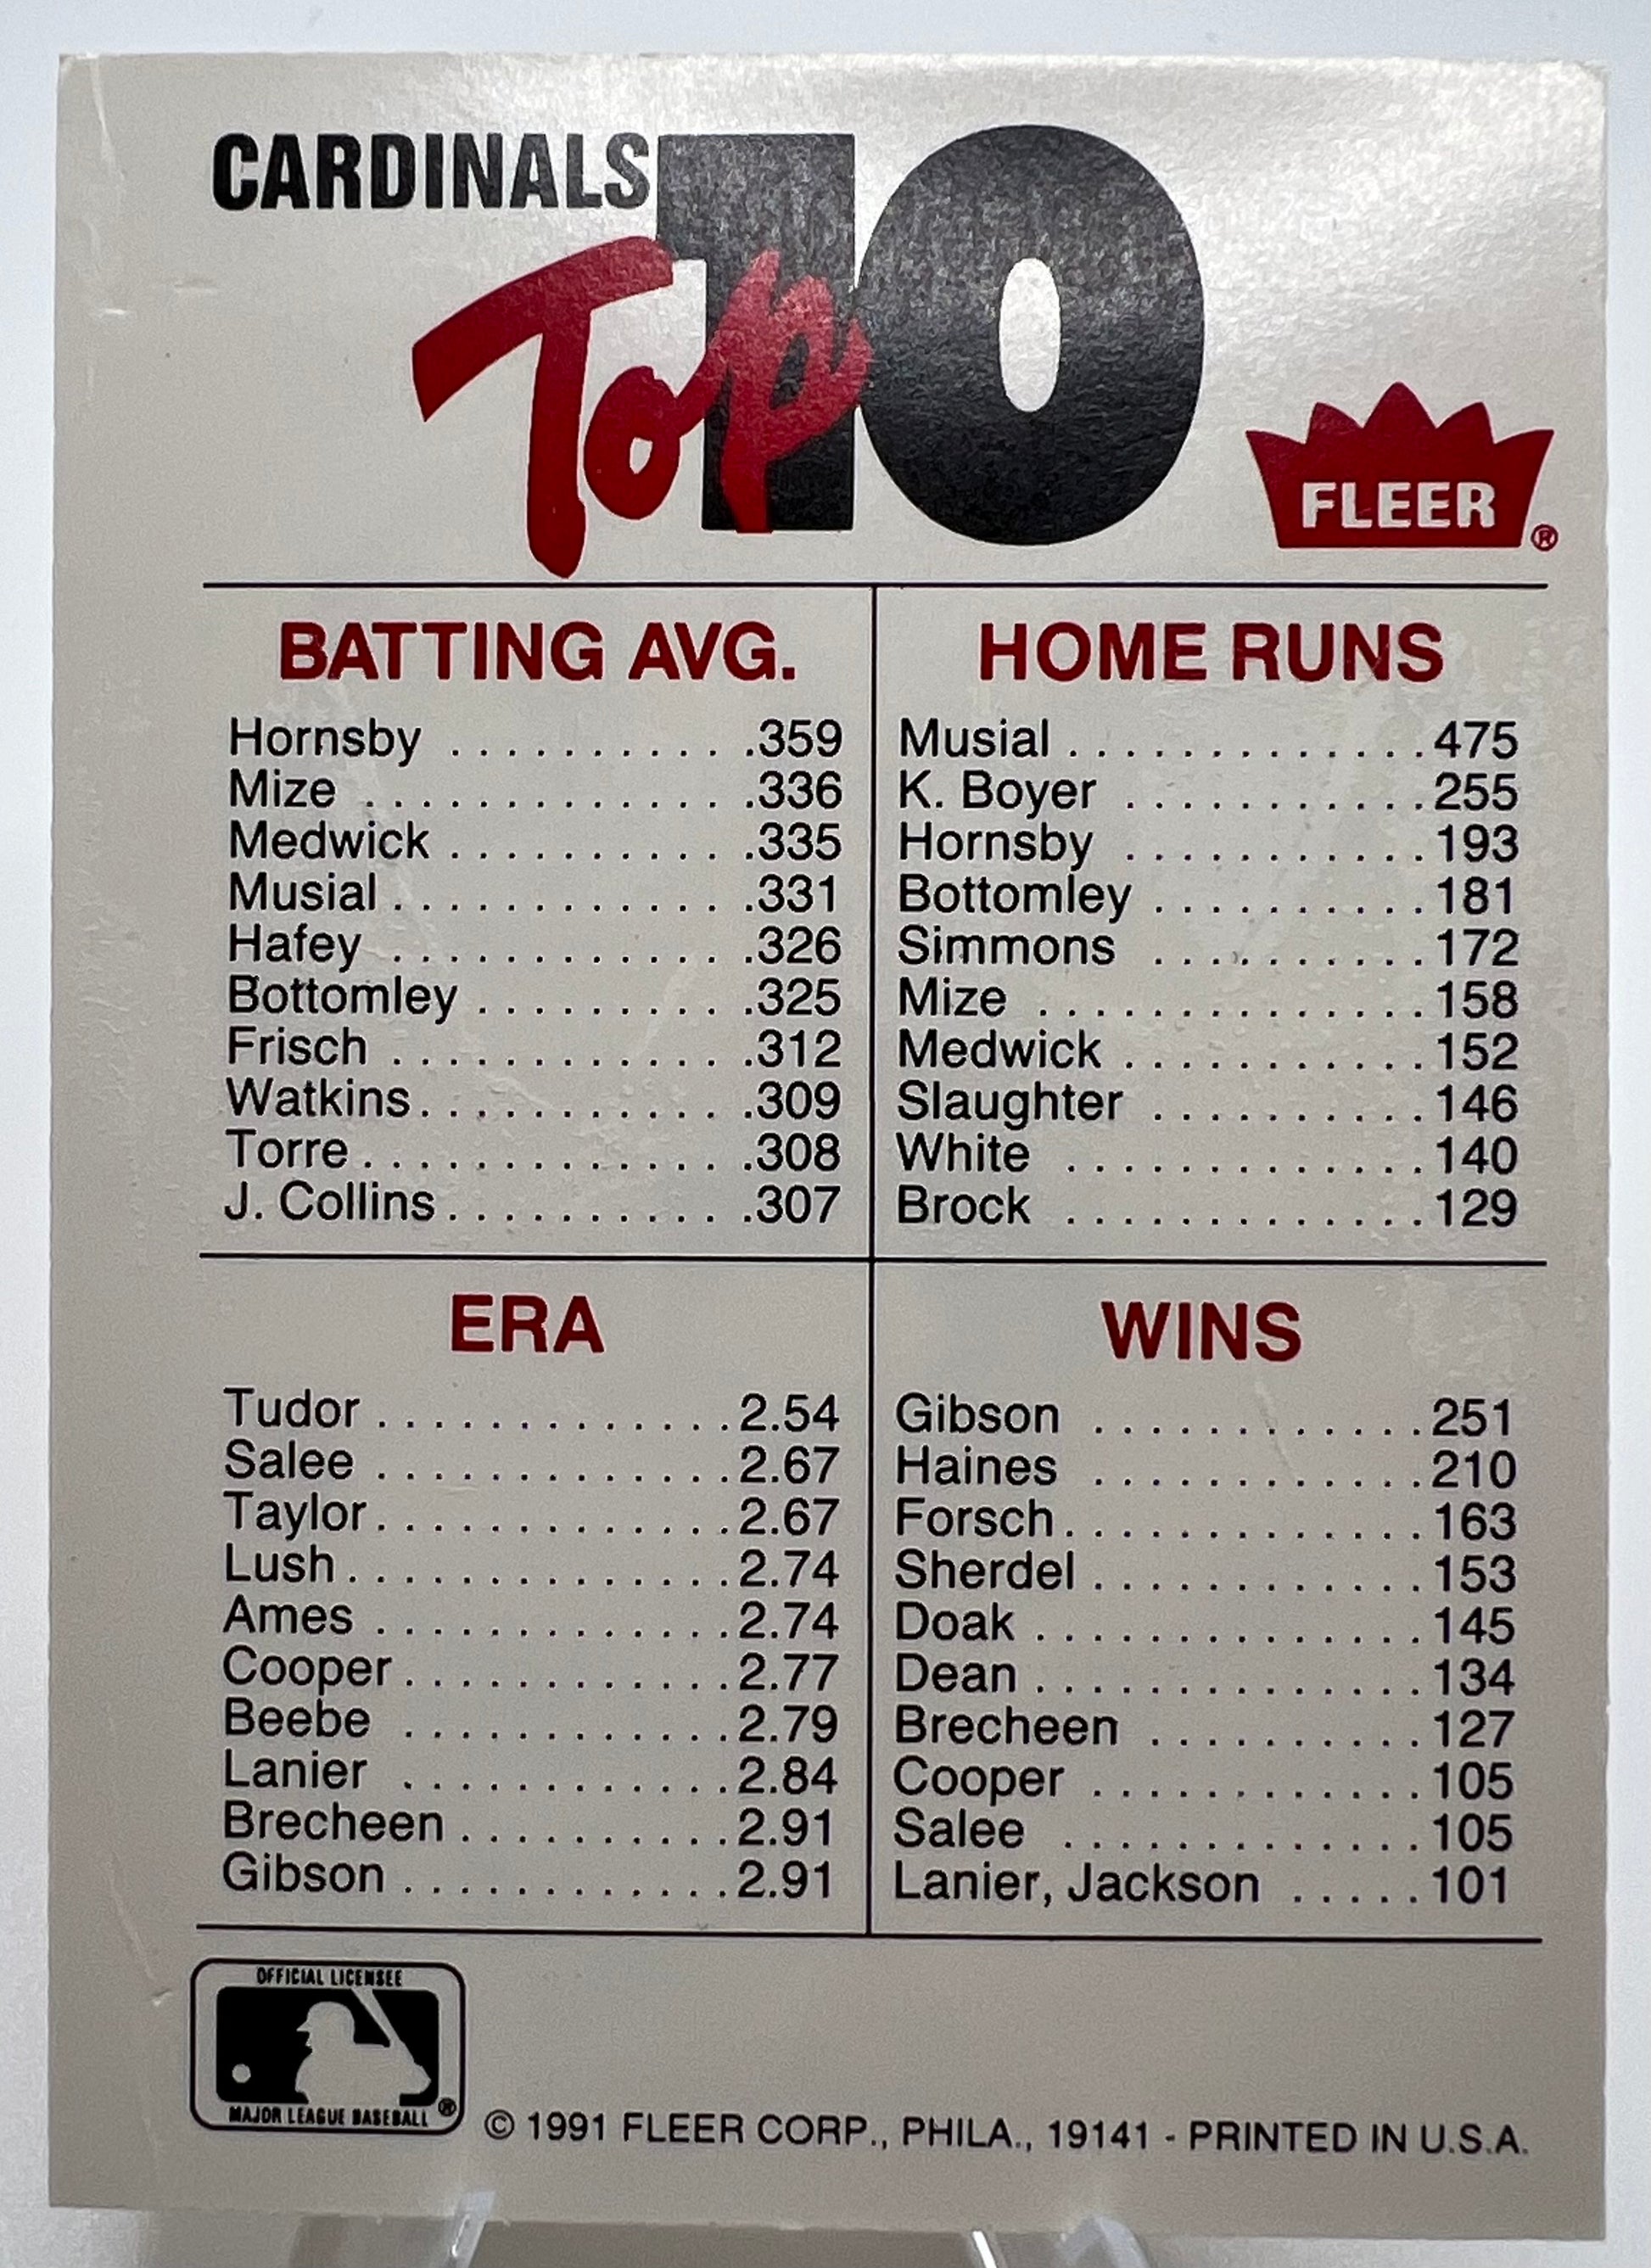 CARDINALS
Top 10
FLEER®
BATTING AVG.
Hornsby . . . . . . . . . . . .359
Mize . . . . . . . . . . . . . . .336
Medwick . . . . . . . . . . . .335
Musial . . . . . . . . . . . . . .331
Hafey . . . . . . . . . . . . . .326
Bottomley . . . . . . . . . . .325
Frisch . . . . . . . . . . . . . .312
Watkins . . . . . . . . . . . . .309
Torre . . . . . . . . . . . . . . .308
J. Collins . . . . . . . . . . . .307
HOME RUNS
Musial . . . . . . . . . . . . . 475
K. Boyer . . . . . . . . . . . 255
Hornsby . . . . . . . . . . . 193
Bottomley . . . . . . . . . . 181
Simmons . . . . . . . . . . 172
Mize . . . . . . . . . . . . . . 158
Medwick . . . . . . . . . . . 152
Slaughter . . . . . . . . . . 146
White . . . . . . . . . . . . . 140
Brock . . . . . . . . . . . . . 129
ERA
Tudor . . . . . . . . . . . . . 2.54
Salee . . . . . . . . . . . . . 2.67
Taylor . . . . . . . . . . . . . 2.67
Lush . . . . . . . . . . . . . . 2.74
Ames . . . . . . . . . . . . . 2.74
Cooper . . . . . . . . . . . . 2.77
Beebe . . . . . . . . . . . . 2.79
Lanier . . . . . . . . . . . . 2.84
Brecheen . . . . . . . . . . 2.91
Gibson . . . . . . . . . . . . 2.91
WINS
Gibson . . . . . . . . . . . . 251
Haines . . . . . . . . . . . . 210
Forsch . . . . . . . . . . . . . 163
Sherdel . . . . . . . . . . . . 153
Doak . . . . . . . . . . . . . . 145
Dean . . . . . . . . . . . . . . 134
Brecheen . . . . . . . . . . 127
Cooper . . . . . . . . . . . . 105
Salee . . . . . . . . . . . . . 105
Lanier, Jackson . . . . . 101
OFFICIAL LICENSEE
MAJOR LEAGUE BASEBALL ®
© 1991 FLEER CORP., PHILA., 19141 - PRINTED IN U.S.A.